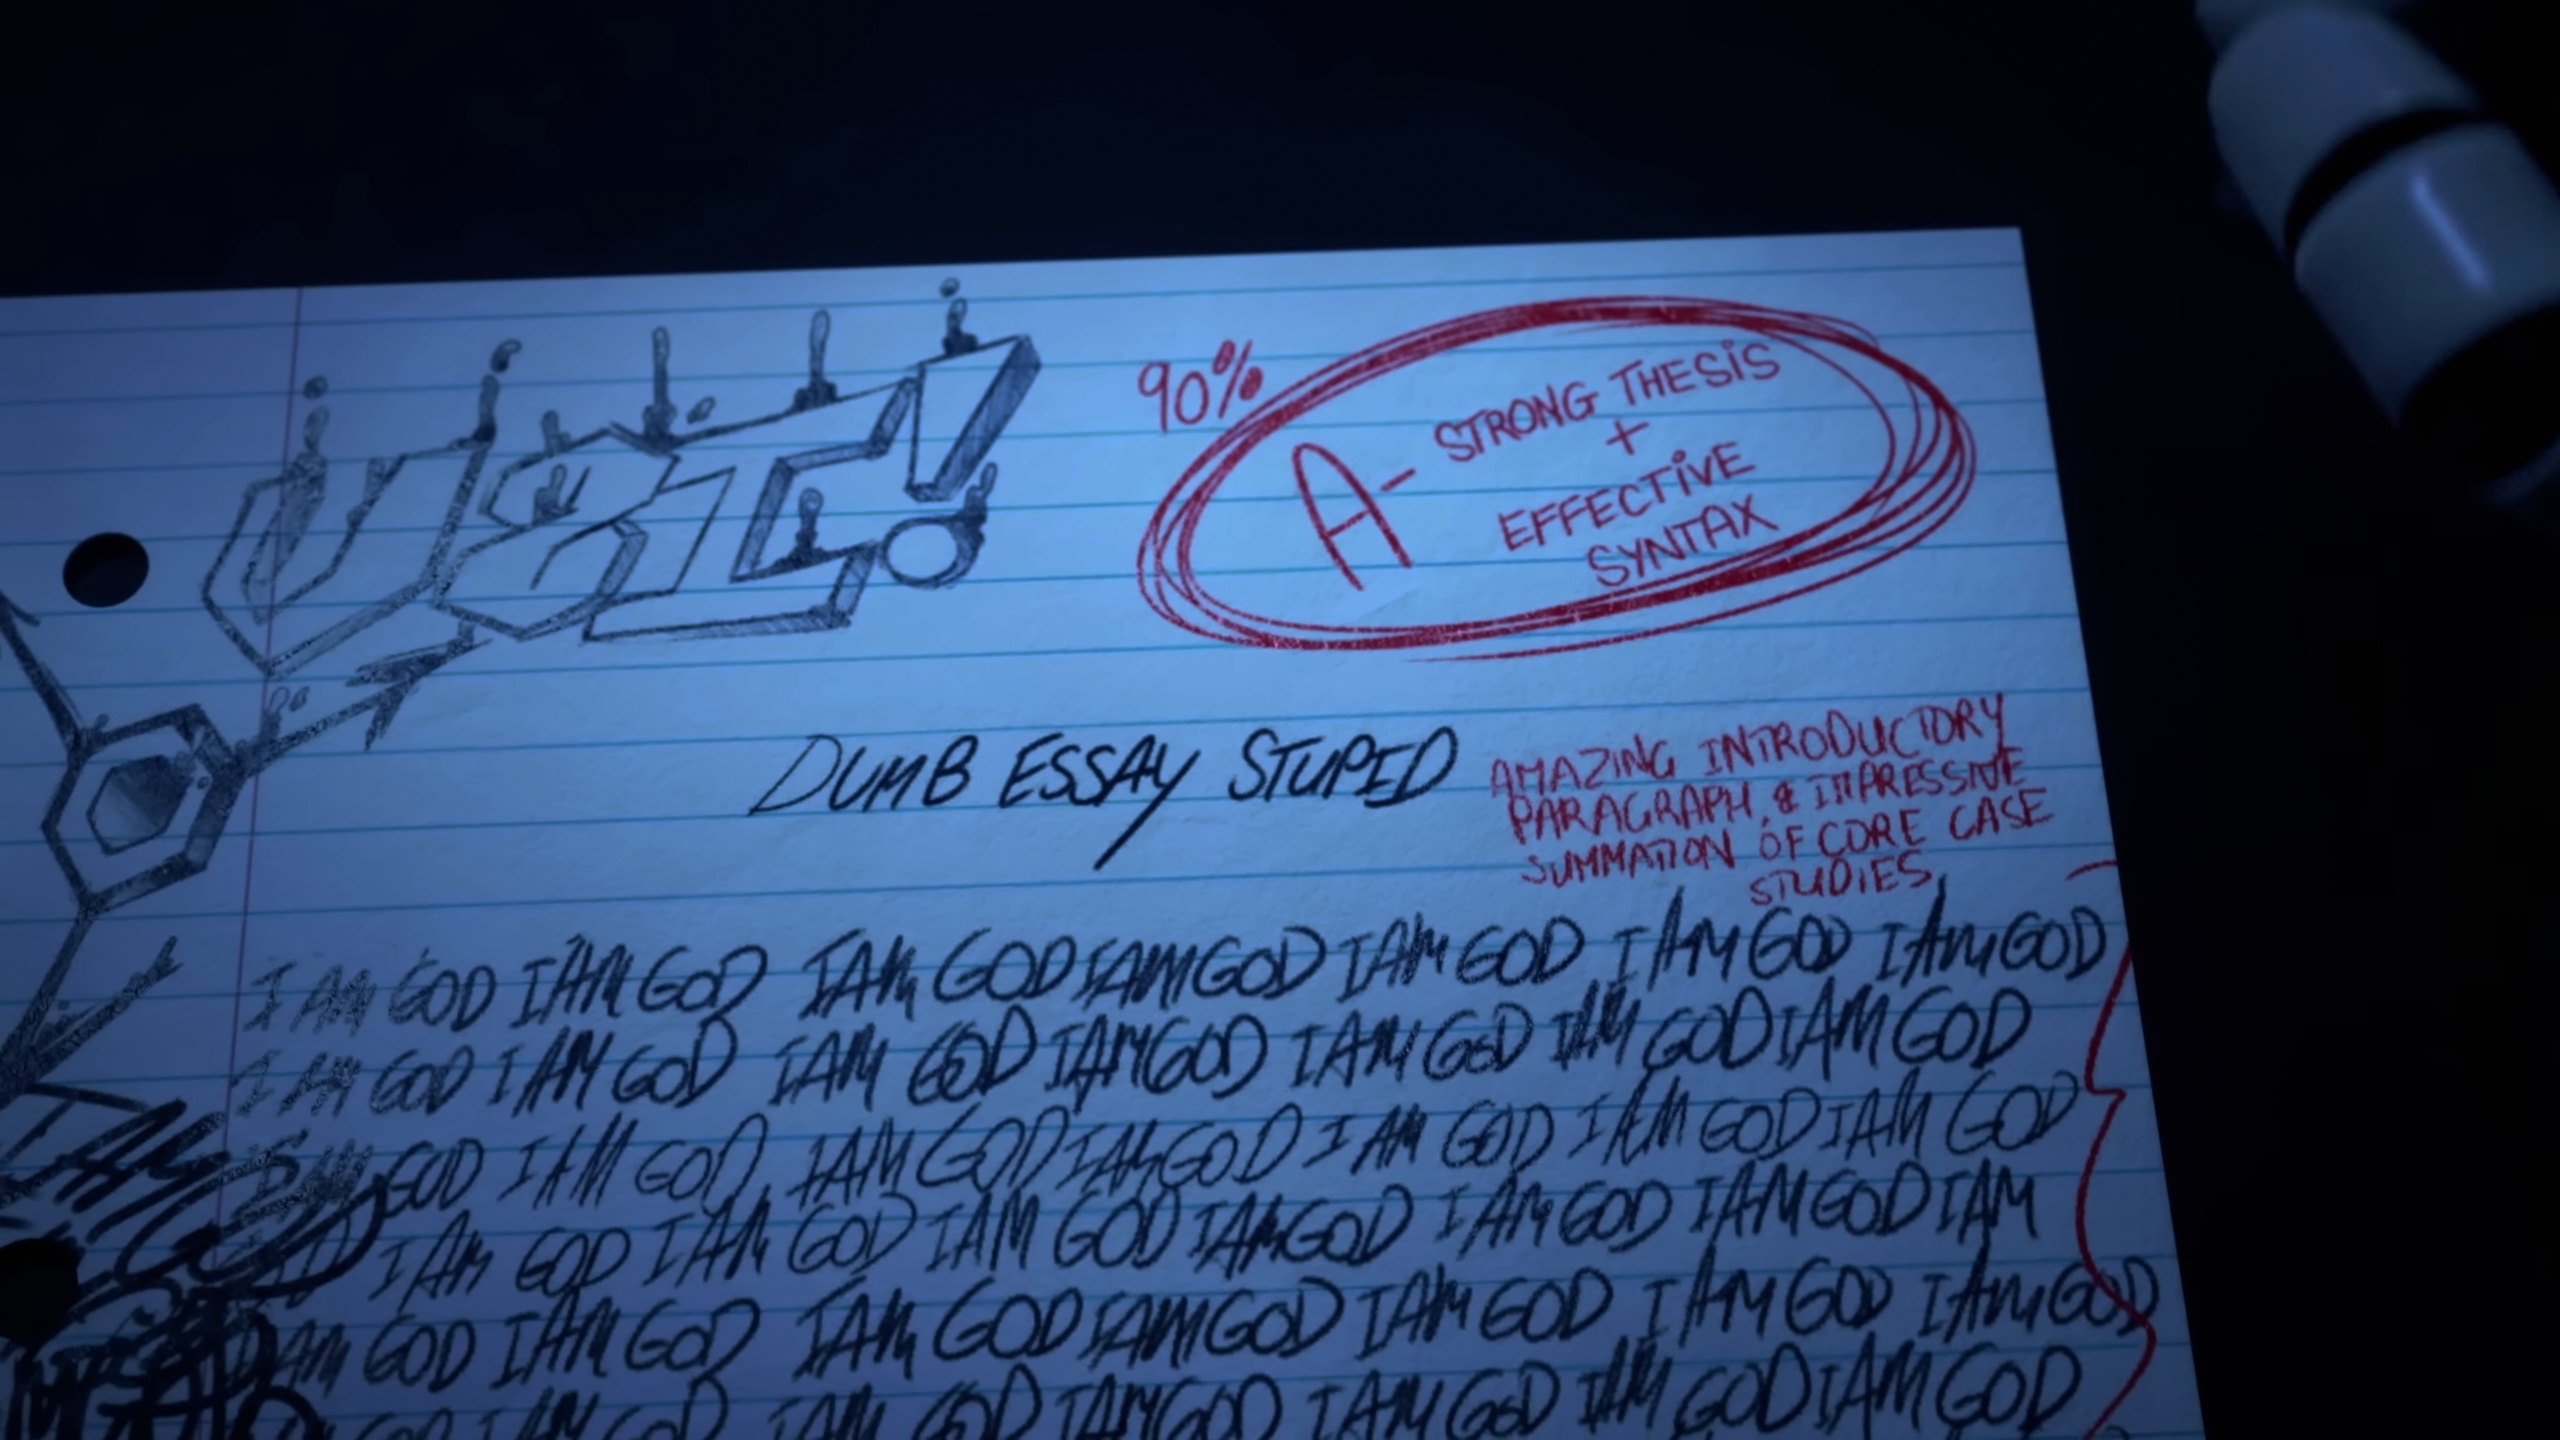 USE!
90%
A- STRONG THESIS
+
EFFECTIVE
SYNTAX
DUMB ESSAY STUPID
AMAZING INTRODUCTORY
PARAGRAPH, & IMPRESSIVE
SUMMATION OF CORE CASE
STUDIES
I AM GOD I AM GOD I AM GOD I AM GOD I AM GOD I AM GOD I AM GOD
I AM GOD I AM GOD I AM GOD I AM GOD I AM GOD I AM GOD I AM GOD
I AM GOD I AM GOD I AM GOD I AM GOD I AM GOD I AM GOD I AM GOD
I AM GOD I AM GOD I AM GOD I AM GOD I AM GOD I AM GOD I AM
I AM GOD I AM GOD I AM GOD I AM GOD I AM GOD I AM GOD I AM GOD
I AM GOD I AM GOD I AM GOD I AM GOD I AM GOD I AM GOD